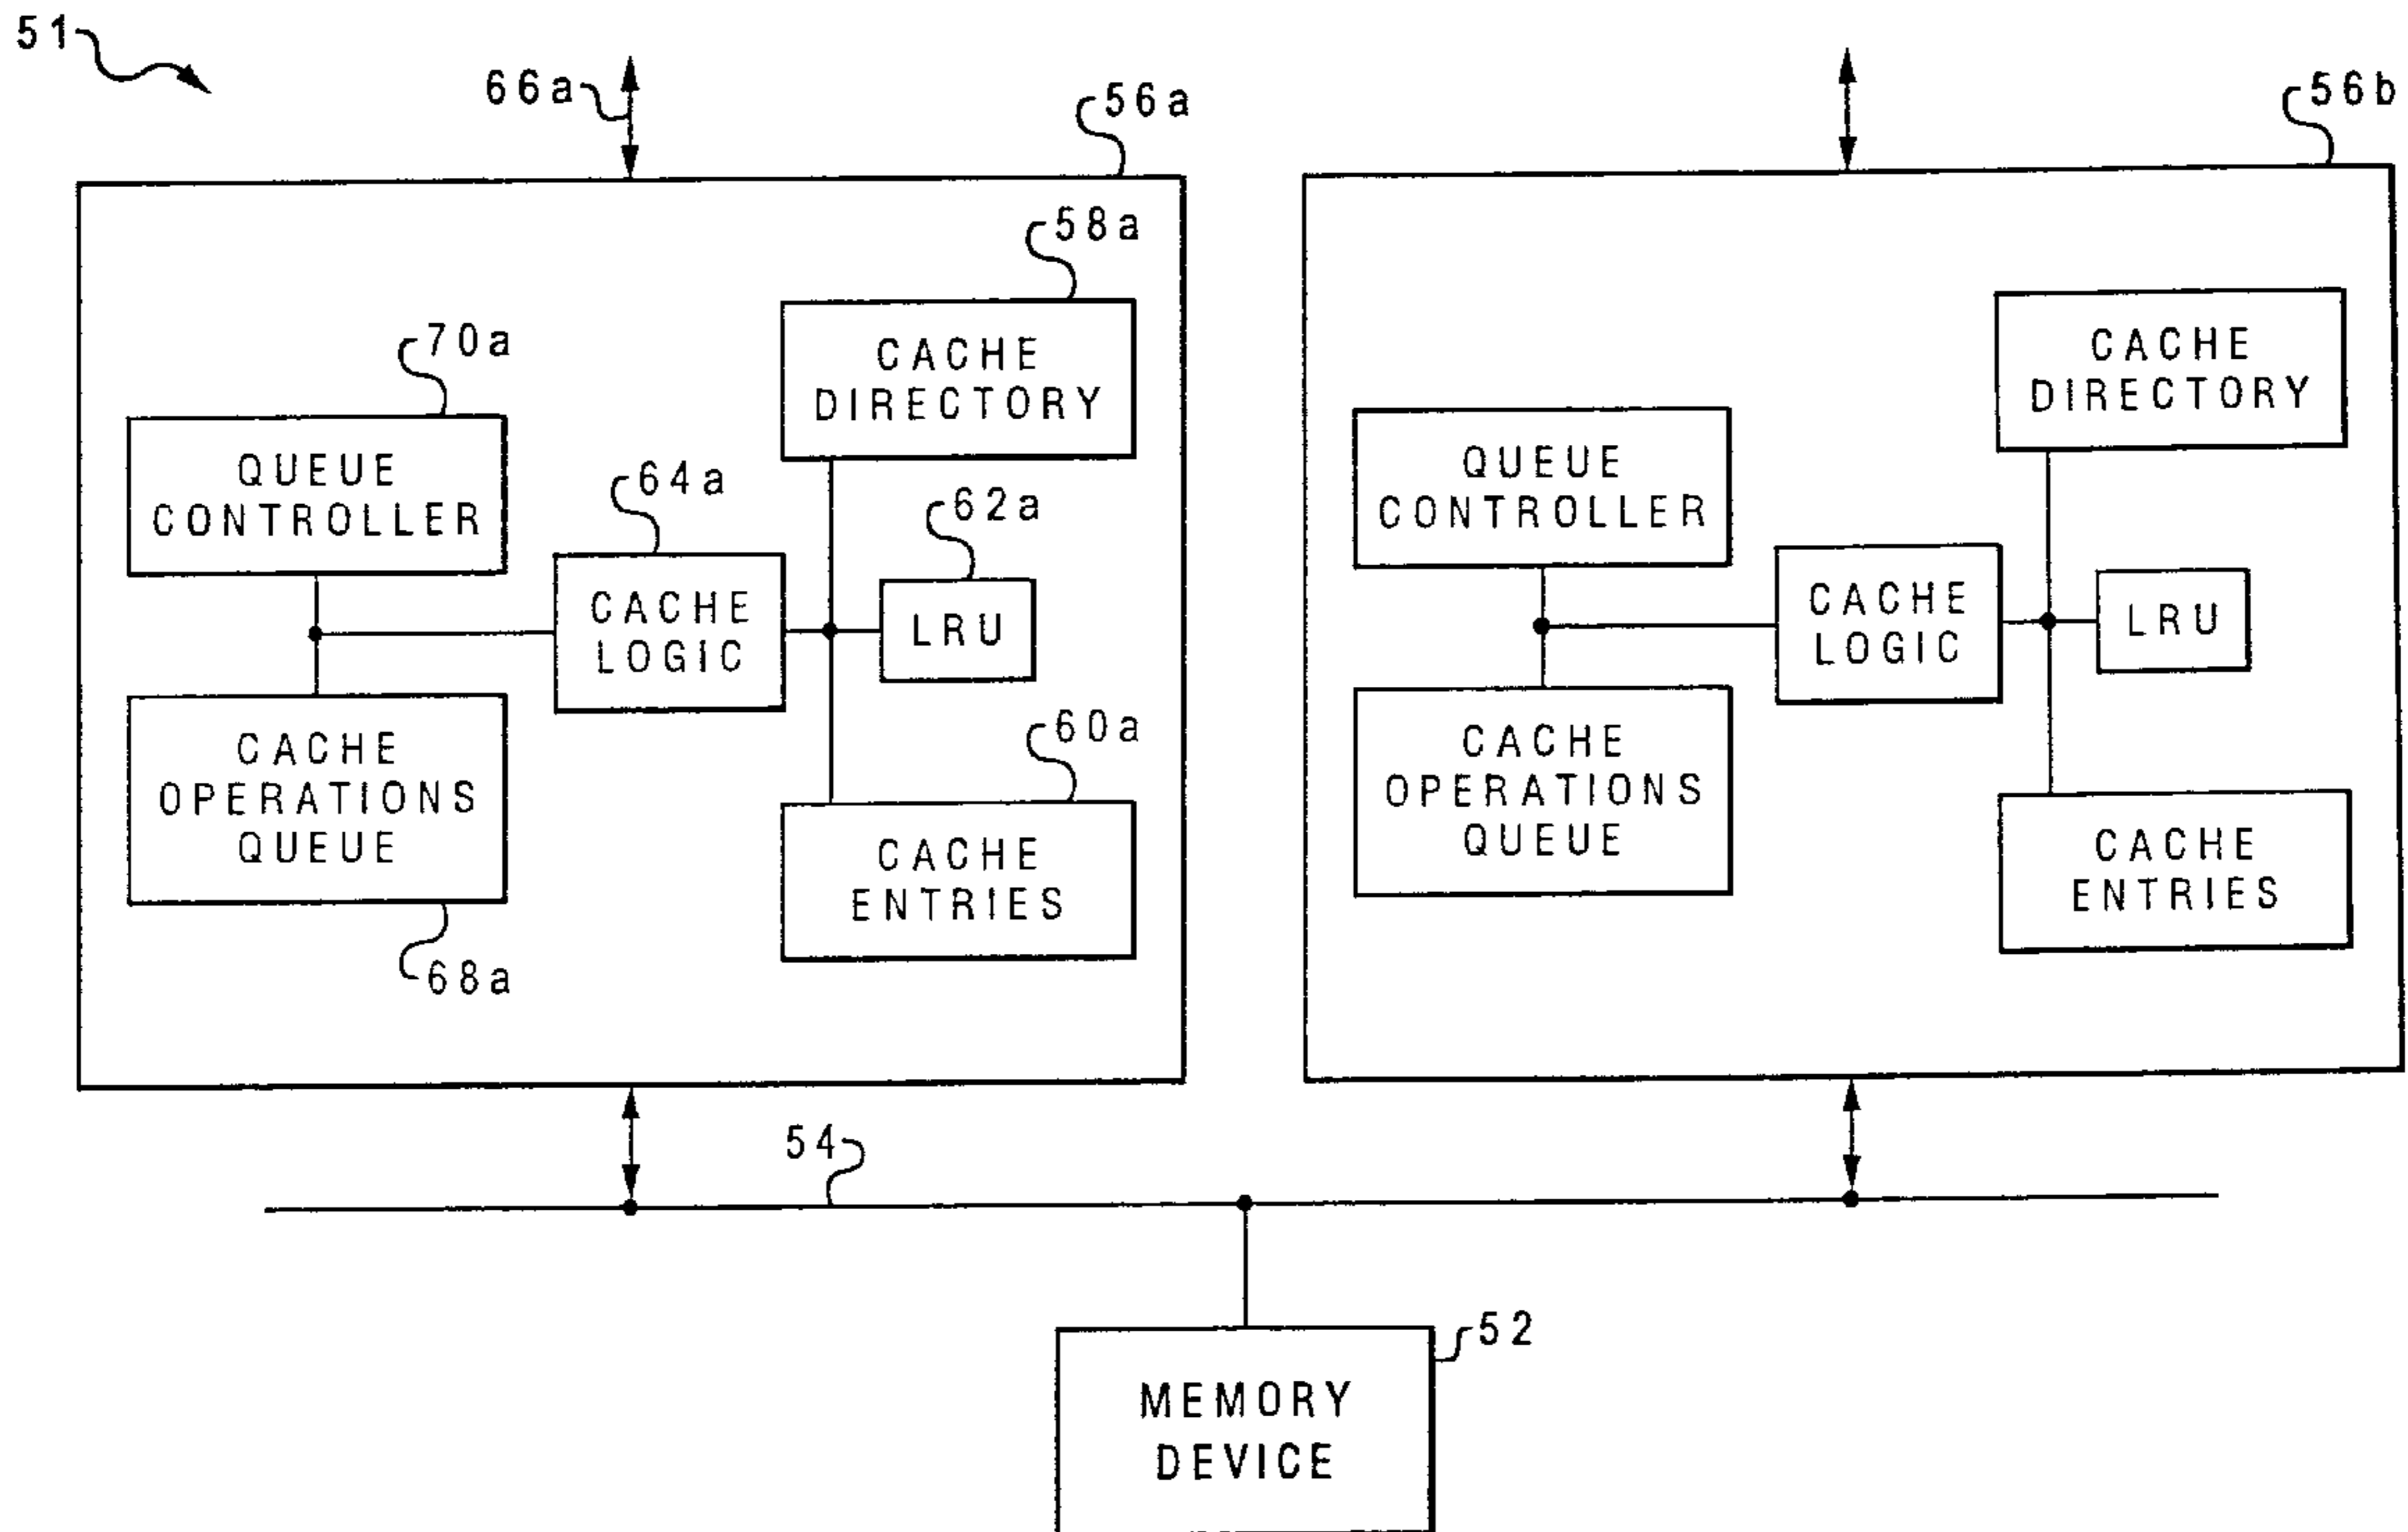 51
66a
56a
56b
58a
CACHE
DIRECTORY
70a
QUEUE
CONTROLLER
64a
CACHE
LOGIC
62a
LRU
CACHE
OPERATIONS
QUEUE
68a
60a
CACHE
ENTRIES
CACHE
DIRECTORY
QUEUE
CONTROLLER
CACHE
LOGIC
LRU
CACHE
OPERATIONS
QUEUE
CACHE
ENTRIES
54
52
MEMORY
DEVICE